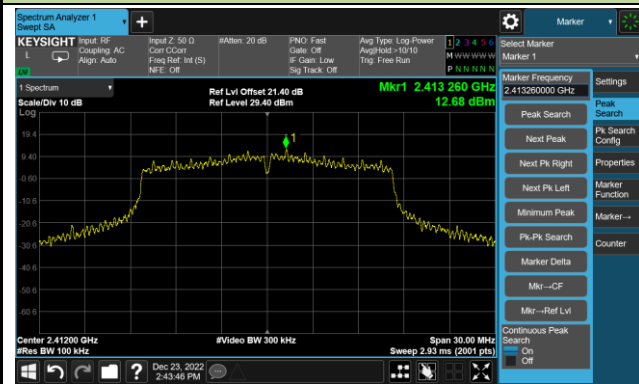 Spectrum Analyzer 1
Swept SA
+
Marker
KEYSIGHT
L
Input: RF
Coupling: AC
Align: Auto
Input Z: 50 Ω
Corr CCorr
Freq Ref: Int (S)
NFE: Off
#Atten: 20 dB
PNO: Fast
Gate: Off
IF Gain: Low
Sig Track: Off
Avg Type: Log-Power
Avg|Hold:>10/10
Trig: Free Run
1 2 3 4 5 6
M W W W W W
P N N N N N
Select Marker
Marker 1
1 Spectrum
Scale/Div 10 dB
Log
Ref Lvl Offset 21.40 dB
Ref Level 29.40 dBm
Mkr1 2.413 260 GHz
12.68 dBm
1
19.4
9.40
-0.600
-10.6
-20.6
-30.6
-40.6
-50.6
-60.6
Center 2.41200 GHz
#Res BW 100 kHz
#Video BW 300 kHz
Span 30.00 MHz
Sweep 2.93 ms (2001 pts)
Marker Frequency
2.413260000 GHz
Peak Search
Next Peak
Next Pk Right
Next Pk Left
Minimum Peak
Pk-Pk Search
Marker Delta
Mkr→CF
Mkr→Ref Lvl
Continuous Peak
Search
On
Off
Settings
Peak
Search
Pk Search
Config
Properties
Marker
Function
Marker→
Counter
?
Dec 23, 2022
2:43:46 PM